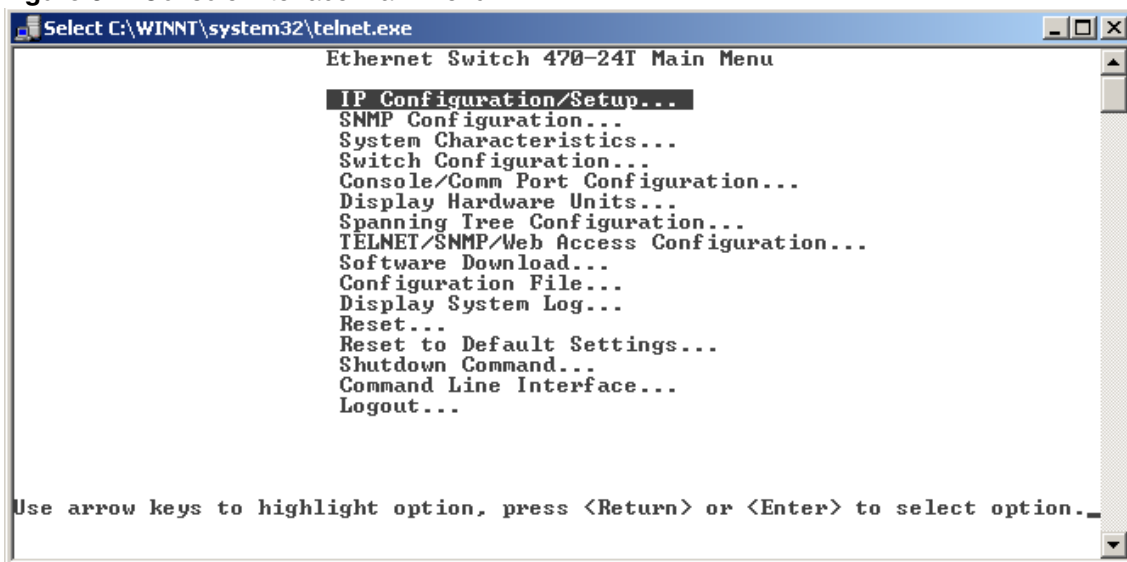 Select C:\WINNT\system32\telnet.exe
Ethernet Switch 470-24T Main Menu
IP Configuration/Setup...
SNMP Configuration...
System Characteristics...
Switch Configuration...
Console/Comm Port Configuration...
Display Hardware Units...
Spanning Tree Configuration...
TELNET/SNMP/Web Access Configuration...
Software Download...
Configuration File...
Display System Log...
Reset...
Reset to Default Settings...
Shutdown Command...
Command Line Interface...
Logout...
Use arrow keys to highlight option, press <Return> or <Enter> to select option.